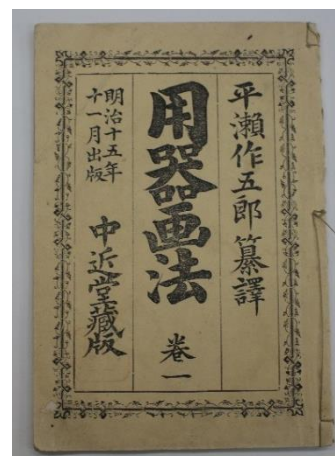 平瀬作五郎纂譯
用器画法
卷一
明治十五年
十一月出版
中近堂藏版